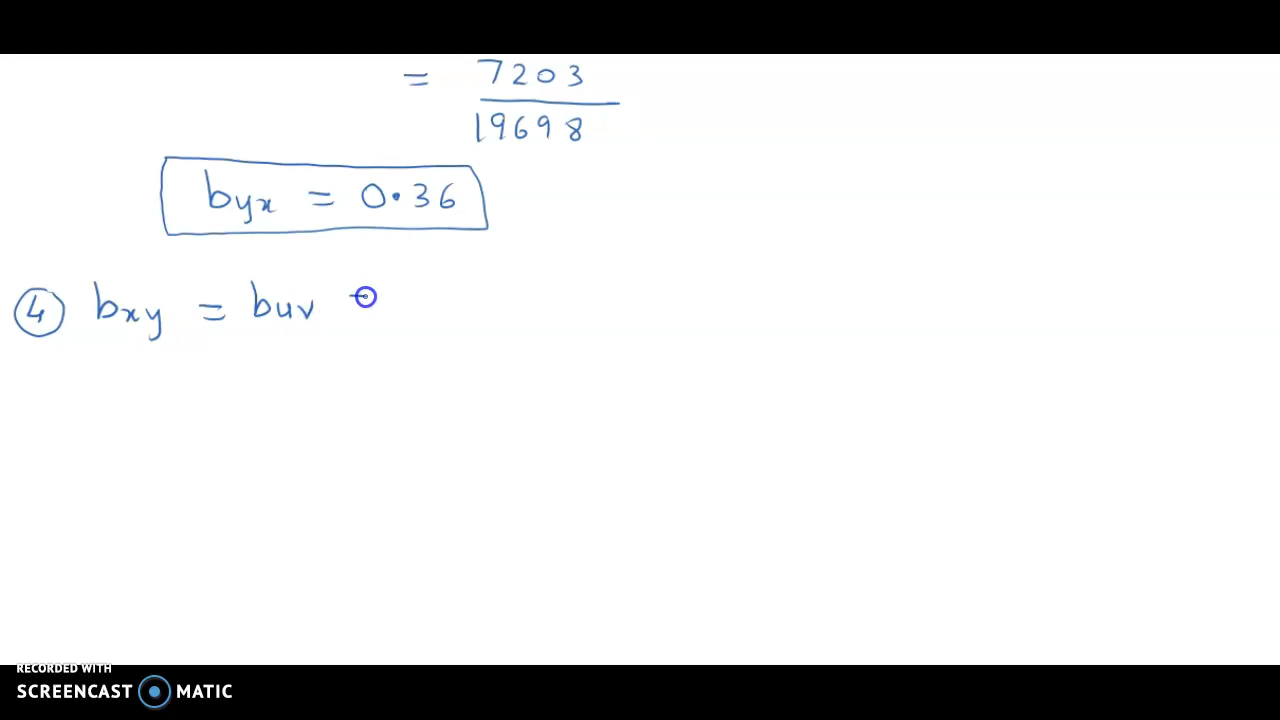 = 7203
19698
byx = 0.36
4 bxy = buv =
RECORDED WITH
SCREENCAST MATIC